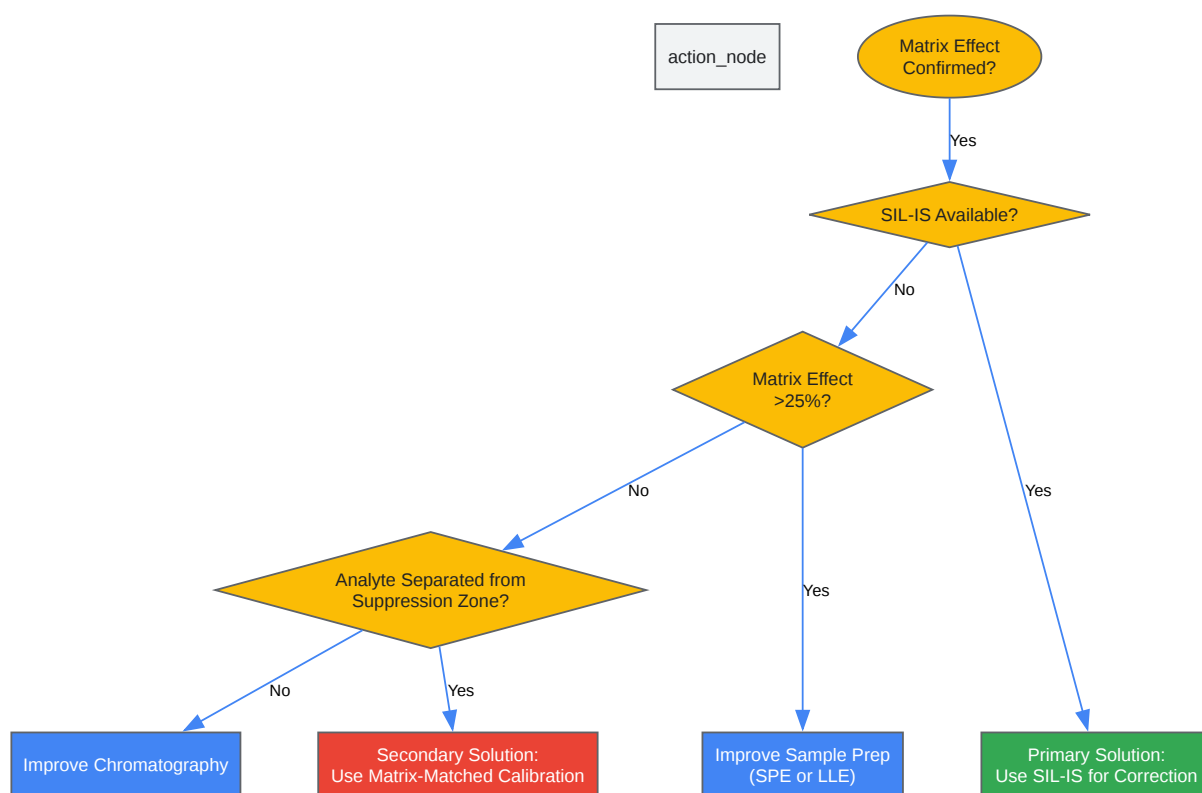 action_node
Matrix Effect
Confirmed?
Yes
SIL-IS Available?
No
Matrix Effect
>25%?
No
Yes
Yes
Analyte Separated from
Suppression Zone?
No
Yes
Improve Chromatography
Secondary Solution:
Use Matrix-Matched Calibration
Improve Sample Prep
(SPE or LLE)
Primary Solution:
Use SIL-IS for Correction